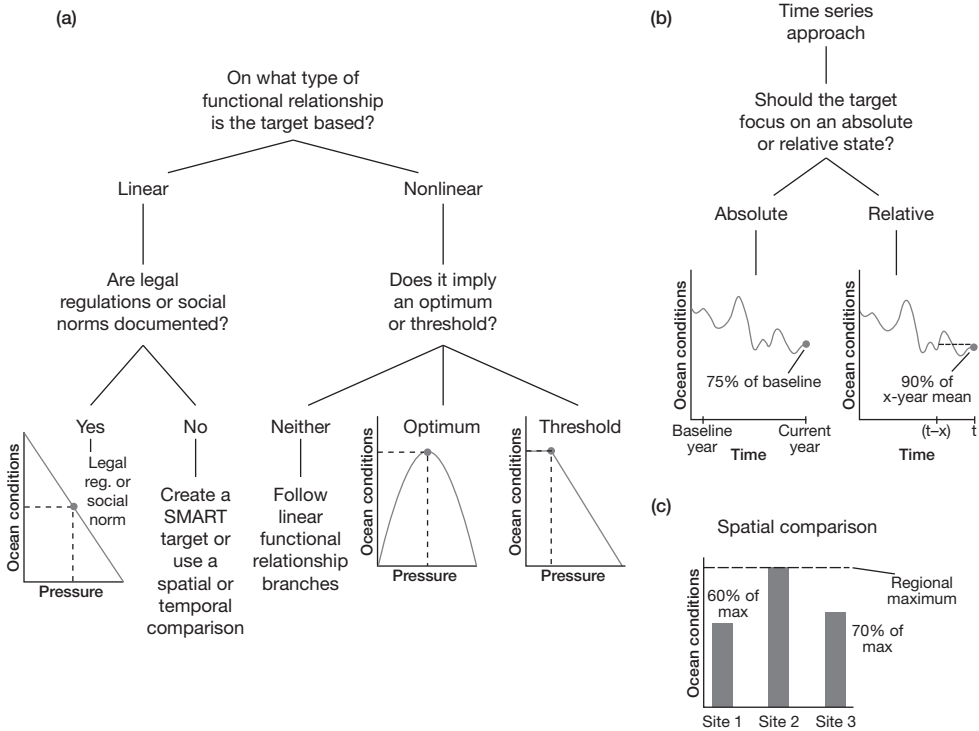 (a)
On what type of
functional relationship
is the target based?
Linear
Nonlinear
Are legal
regulations or social
norms documented?
Does it imply
an optimum
or threshold?
Yes
No
Neither
Optimum
Threshold
Legal
reg. or
social
norm
Ocean conditions
Pressure
Create a
SMART
target or
use a
spatial or
temporal
comparison
Follow
linear
functional
relationship
branches
Ocean conditions
Pressure
Ocean conditions
Pressure
(b)
Time series
approach
Should the target
focus on an absolute
or relative state?
Absolute
Relative
Ocean conditions
75% of baseline
Baseline
year
Time
Current
year
Ocean conditions
90% of
x-year mean
(t–x)
t
Time
(c)
Spatial comparison
Ocean conditions
60% of
max
Regional
maximum
70% of
max
Site 1
Site 2
Site 3